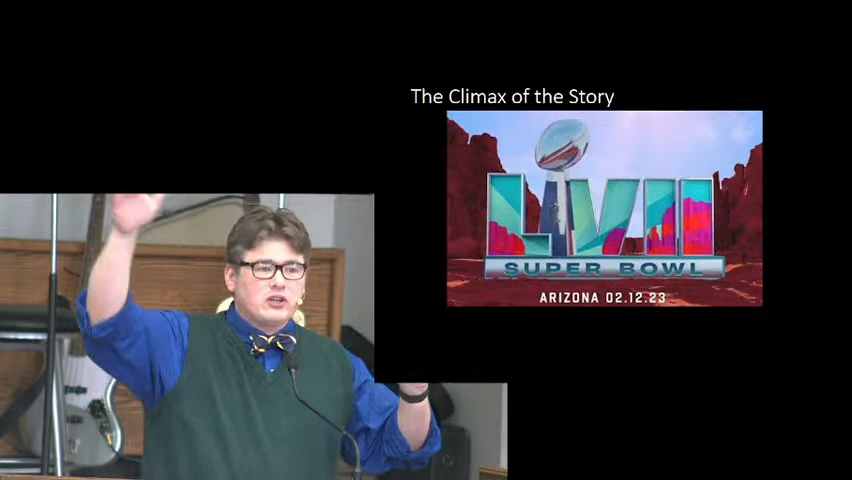 The Climax of the Story
LVII
SUPER BOWL
ARIZONA 02.12.23